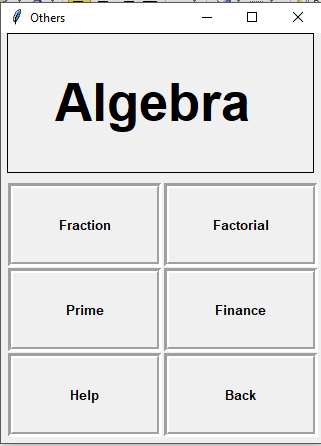 Others
Algebra
Fraction
Factorial
Prime
Finance
Help
Back